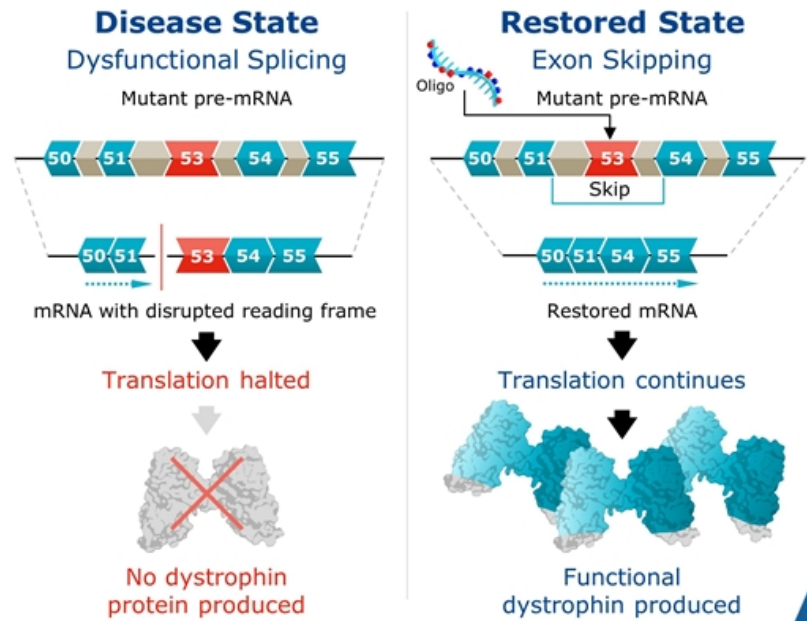 Disease State
Dysfunctional Splicing
Mutant pre-mRNA
50 51 53 54 55
50 51 53 54 55
mRNA with disrupted reading frame
Translation halted
No dystrophin
protein produced
Restored State
Exon Skipping
Oligo
Mutant pre-mRNA
50 51 53 54 55
Skip
50 51 54 55
Restored mRNA
Translation continues
Functional
dystrophin produced